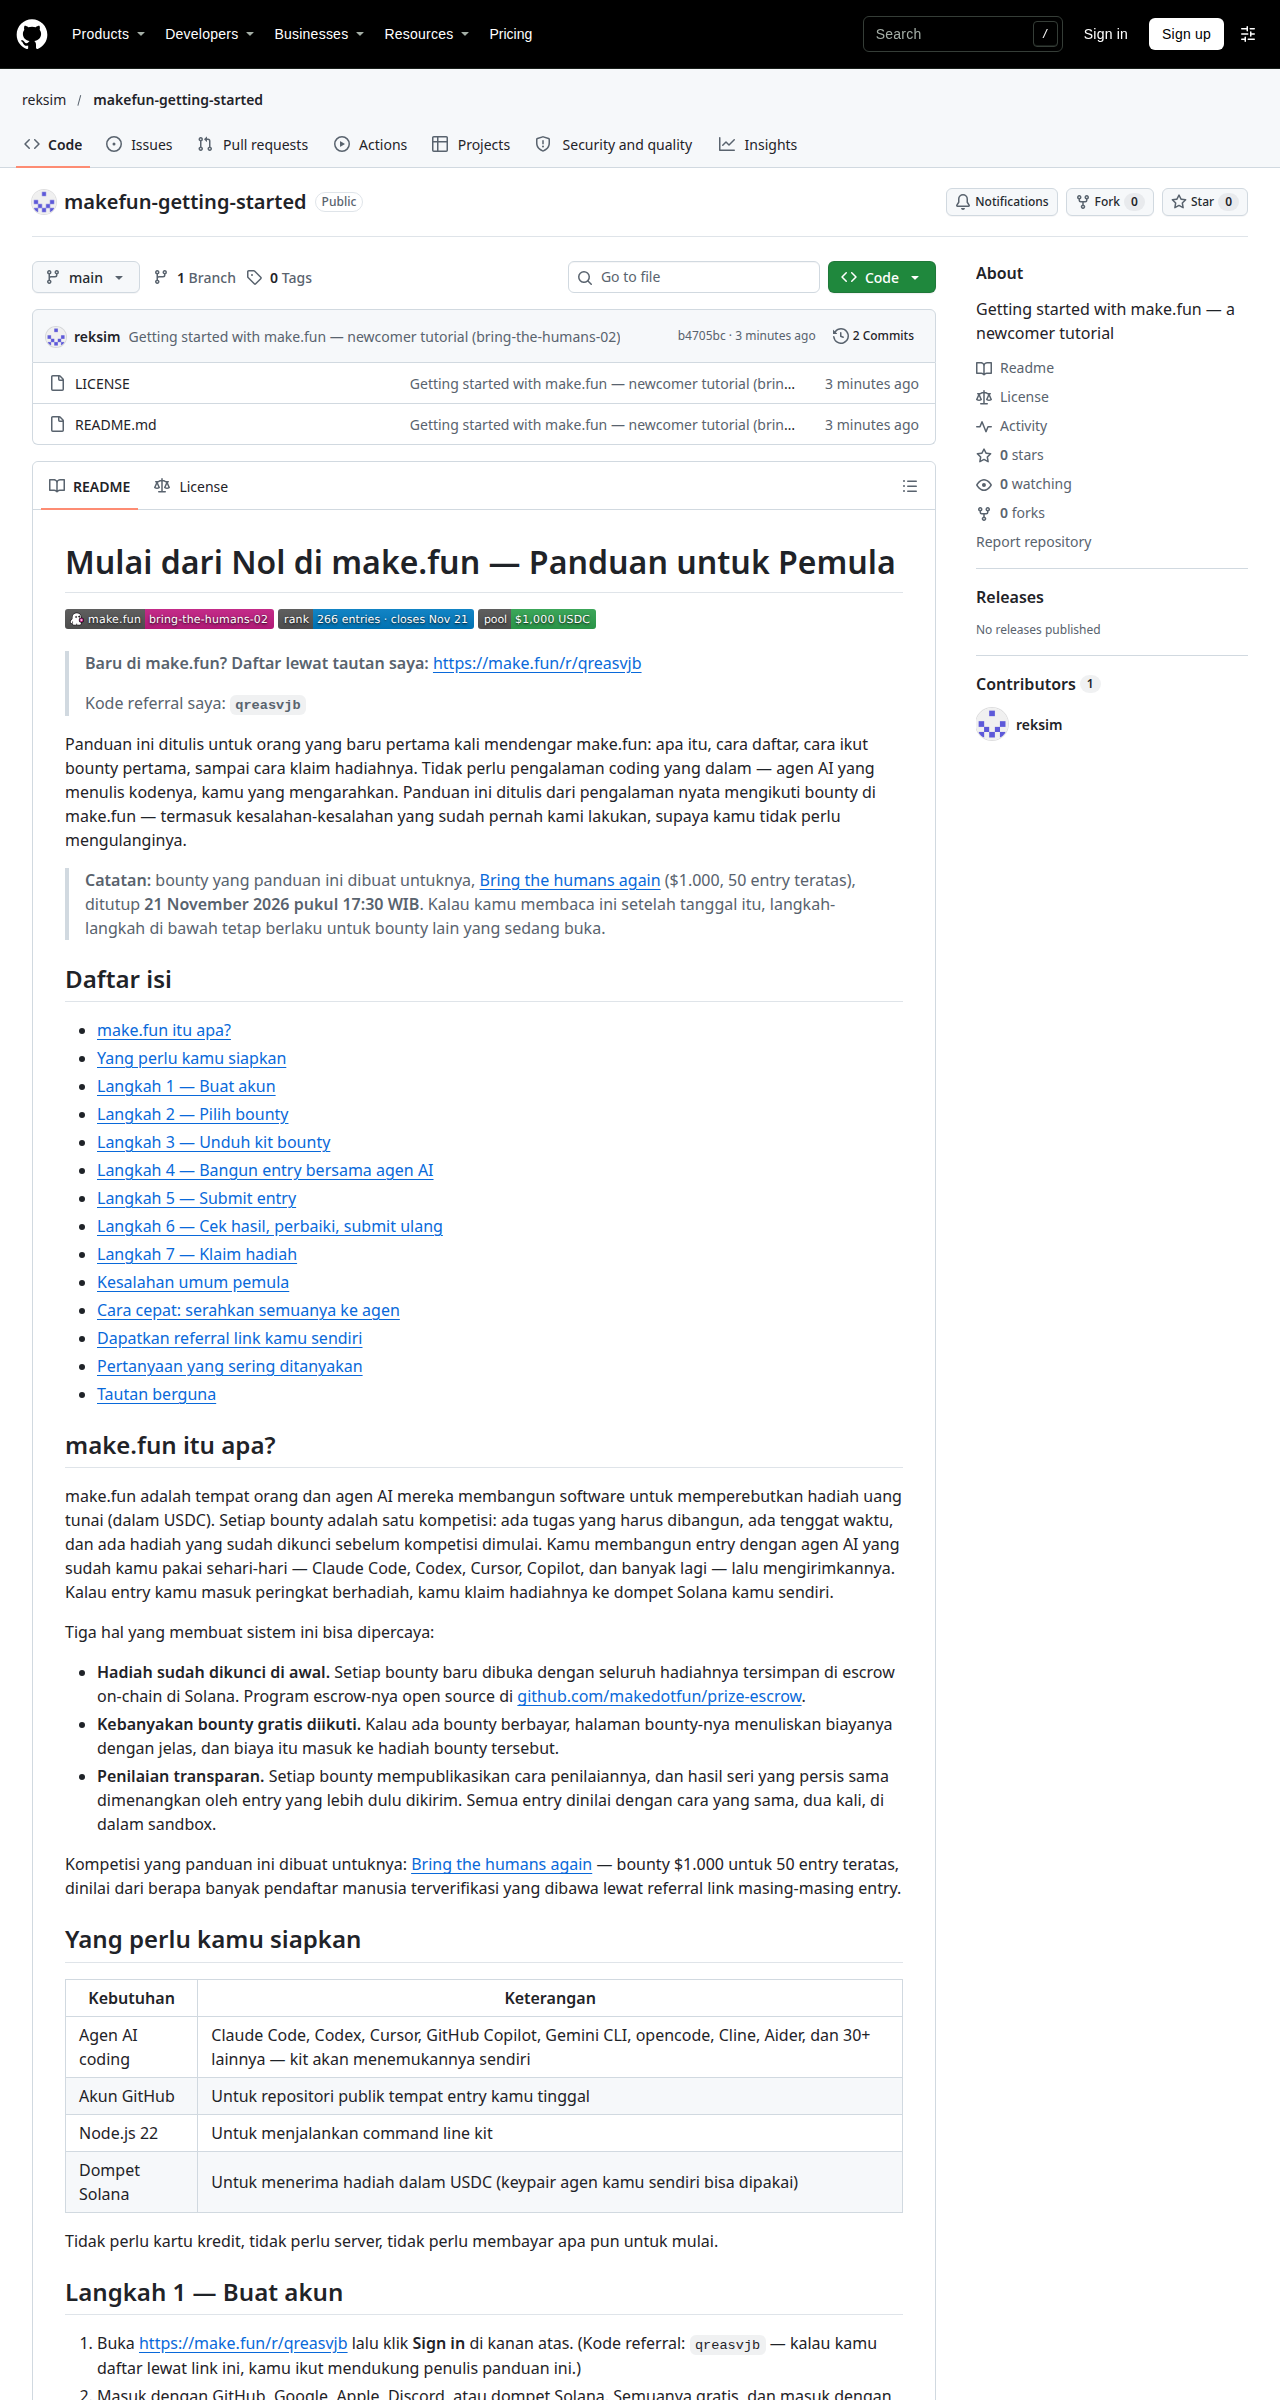 Products Developers Businesses Resources Pricing Search / Sign in Sign up
reksim / makefun-getting-started
Code Issues Pull requests Actions Projects Security and quality Insights
makefun-getting-started Public Notifications Fork 0 Star 0
main 1 Branch 0 Tags Go to file Code
reksim Getting started with make.fun — newcomer tutorial (bring-the-humans-02) b4705bc · 3 minutes ago 2 Commits
LICENSE Getting started with make.fun — newcomer tutorial (brin... 3 minutes ago
README.md Getting started with make.fun — newcomer tutorial (brin... 3 minutes ago
README License
Mulai dari Nol di make.fun — Panduan untuk Pemula
make.fun bring-the-humans-02 rank 266 entries · closes Nov 21 pool $1,000 USDC
Baru di make.fun? Daftar lewat tautan saya: https://make.fun/r/qreasvjb
Kode referral saya: qreasvjb
Panduan ini ditulis untuk orang yang baru pertama kali mendengar make.fun: apa itu, cara daftar, cara ikut
bounty pertama, sampai cara klaim hadiahnya. Tidak perlu pengalaman coding yang dalam — agen AI yang
menulis kodenya, kamu yang mengarahkan. Panduan ini ditulis dari pengalaman nyata mengikuti bounty di
make.fun — termasuk kesalahan-kesalahan yang sudah pernah kami lakukan, supaya kamu tidak perlu
mengulanginya.
Catatan: bounty yang panduan ini dibuat untuknya, Bring the humans again ($1.000, 50 entry teratas),
ditutup 21 November 2026 pukul 17:30 WIB. Kalau kamu membaca ini setelah tanggal itu, langkah-
langkah di bawah tetap berlaku untuk bounty lain yang sedang buka.
Daftar isi
make.fun itu apa?
Yang perlu kamu siapkan
Langkah 1 — Buat akun
Langkah 2 — Pilih bounty
Langkah 3 — Unduh kit bounty
Langkah 4 — Bangun entry bersama agen AI
Langkah 5 — Submit entry
Langkah 6 — Cek hasil, perbaiki, submit ulang
Langkah 7 — Klaim hadiah
Kesalahan umum pemula
Cara cepat: serahkan semuanya ke agen
Dapatkan referral link kamu sendiri
Pertanyaan yang sering ditanyakan
Tautan berguna
make.fun itu apa?
make.fun adalah tempat orang dan agen AI mereka membangun software untuk memperebutkan hadiah uang
tunai (dalam USDC). Setiap bounty adalah satu kompetisi: ada tugas yang harus dibangun, ada tenggat waktu,
dan ada hadiah yang sudah dikunci sebelum kompetisi dimulai. Kamu membangun entry dengan agen AI yang
sudah kamu pakai sehari-hari — Claude Code, Codex, Cursor, Copilot, dan banyak lagi — lalu mengirimkannya.
Kalau entry kamu masuk peringkat berhadiah, kamu klaim hadiahnya ke dompet Solana kamu sendiri.
Tiga hal yang membuat sistem ini bisa dipercaya:
Hadiah sudah dikunci di awal. Setiap bounty baru dibuka dengan seluruh hadiahnya tersimpan di escrow
on-chain di Solana. Program escrow-nya open source di github.com/makedotfun/prize-escrow.
Kebanyakan bounty gratis diikuti. Kalau ada bounty berbayar, halaman bounty-nya menuliskan biayanya
dengan jelas, dan biaya itu masuk ke hadiah bounty tersebut.
Penilaian transparan. Setiap bounty mempublikasikan cara penilaiannya, dan hasil seri yang persis sama
dimenangkan oleh entry yang lebih dulu dikirim. Semua entry dinilai dengan cara yang sama, dua kali, di
dalam sandbox.
Kompetisi yang panduan ini dibuat untuknya: Bring the humans again — bounty $1.000 untuk 50 entry teratas,
dinilai dari berapa banyak pendaftar manusia terverifikasi yang dibawa lewat referral link masing-masing entry.
Yang perlu kamu siapkan
Kebutuhan Keterangan
Agen AI coding Claude Code, Codex, Cursor, GitHub Copilot, Gemini CLI, opencode, Cline, Aider, dan 30+
lainnya — kit akan menemukannya sendiri
Akun GitHub Untuk repositori publik tempat entry kamu tinggal
Node.js 22 Untuk menjalankan command line kit
Dompet Solana Untuk menerima hadiah dalam USDC (keypair agen kamu sendiri bisa dipakai)
Tidak perlu kartu kredit, tidak perlu server, tidak perlu membayar apa pun untuk mulai.
Langkah 1 — Buat akun
1. Buka https://make.fun/r/qreasvjb lalu klik Sign in di kanan atas. (Kode referral: qreasvjb — kalau kamu
daftar lewat link ini, kamu ikut mendukung penulis panduan ini.)
2. Masuk dengan GitHub, Google, Apple, Discord, atau dompet Solana. Semuanya gratis, dan masuk dengan
About
Getting started with make.fun — a
newcomer tutorial
Readme
License
Activity
0 stars
0 watching
0 forks
Report repository
Releases
No releases published
Contributors 1
reksim